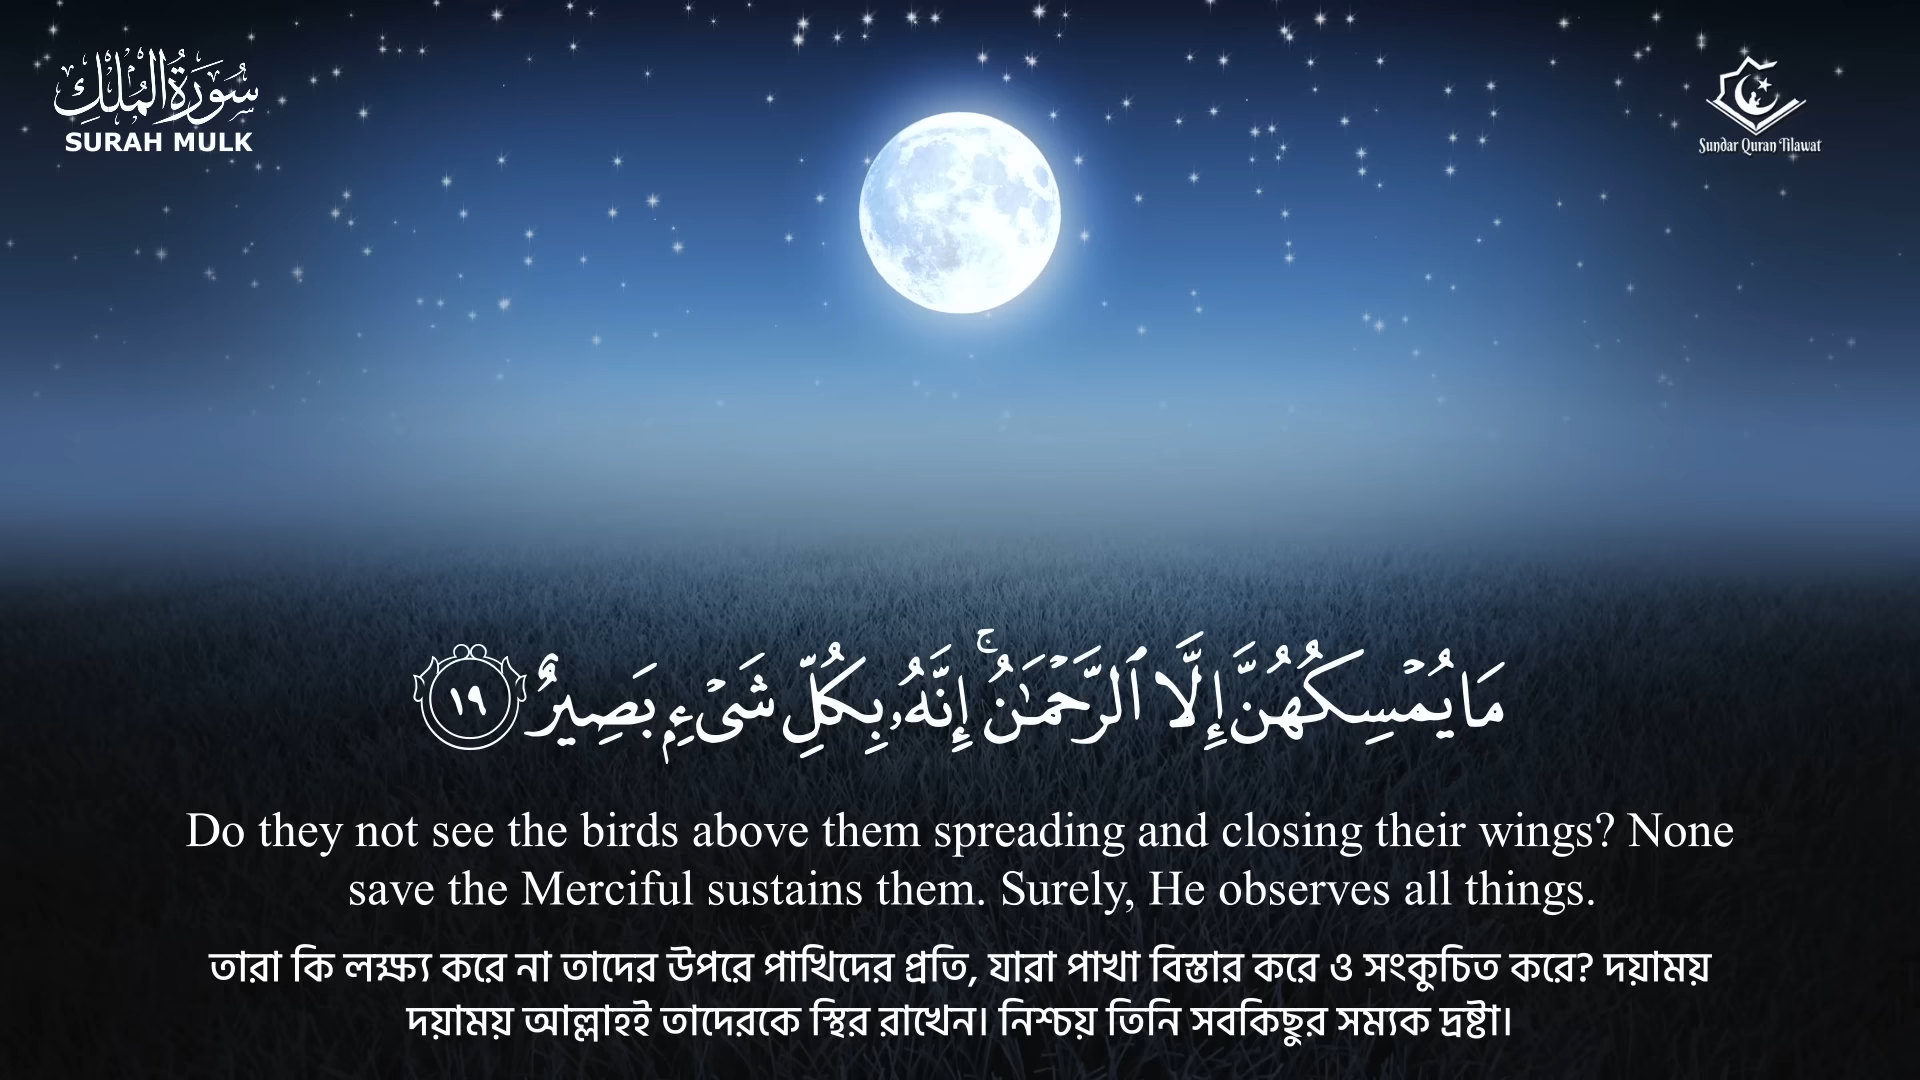 سُورَةُ الْمُلْكِ
SURAH MULK
Sundar Quran Tilawat
مَا يُمْسِكُهُنَّ إِلَّا ٱلرَّحْمَٰنُ ۚ إِنَّهُۥ بِكُلِّ شَىْءٍۭ بَصِيرٌ ١٩
Do they not see the birds above them spreading and closing their wings? None
save the Merciful sustains them. Surely, He observes all things.
তারা কি লক্ষ্য করে না তাদের উপরে পাখিদের প্রতি, যারা পাখা বিস্তার করে ও সংকুচিত করে? দয়াময়
দয়াময় আল্লাহই তাদেরকে স্থির রাখেন। নিশ্চয় তিনি সবকিছুর সম্যক দ্রষ্টা।